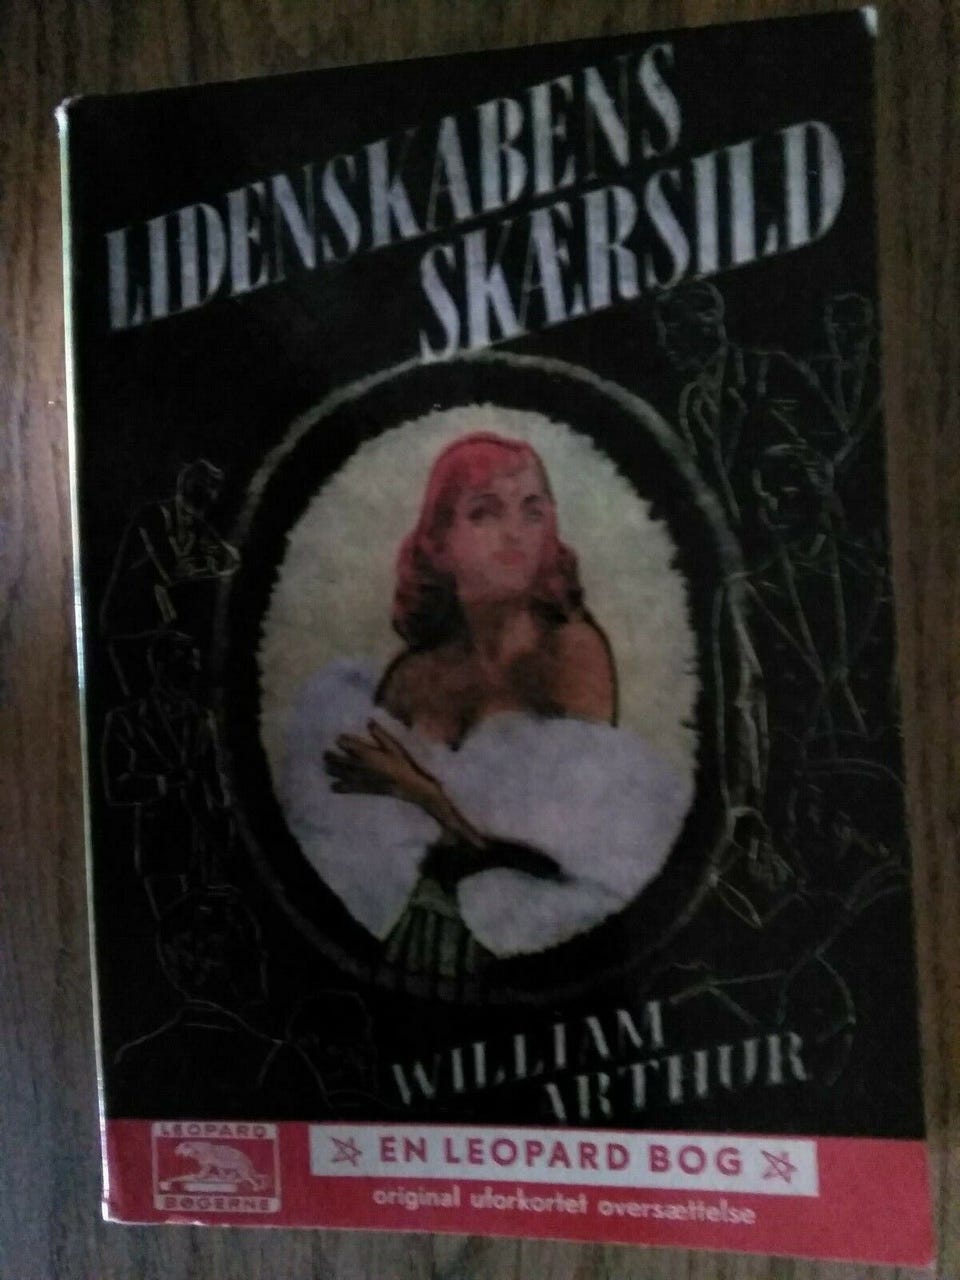 LIDENSKABENS
SKÆRSILD
WILLIAM
ARTHUR
LEOPARD
BØGERNE
EN LEOPARD BOG
original uforkortet oversættelse